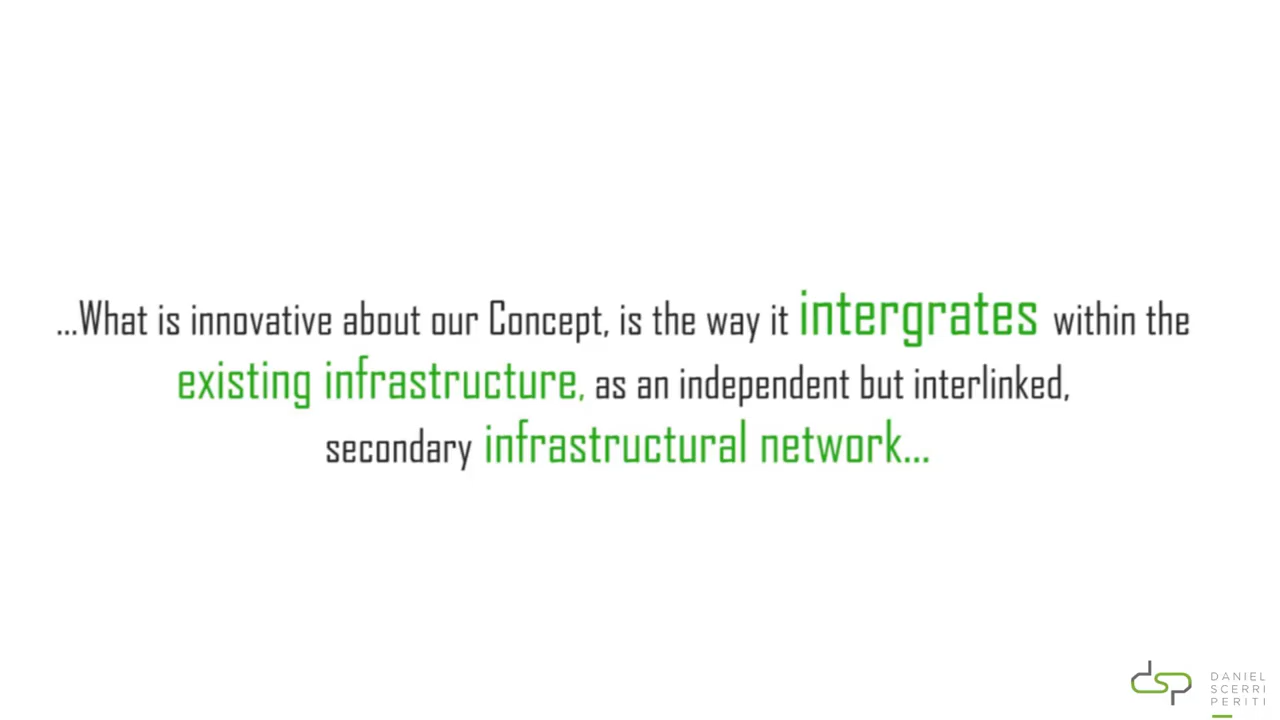 ...What is innovative about our Concept, is the way it intergrates within the
existing infrastructure, as an independent but interlinked,
secondary infrastructural network...
dsp
DANIEL
SCERRI
PERITI